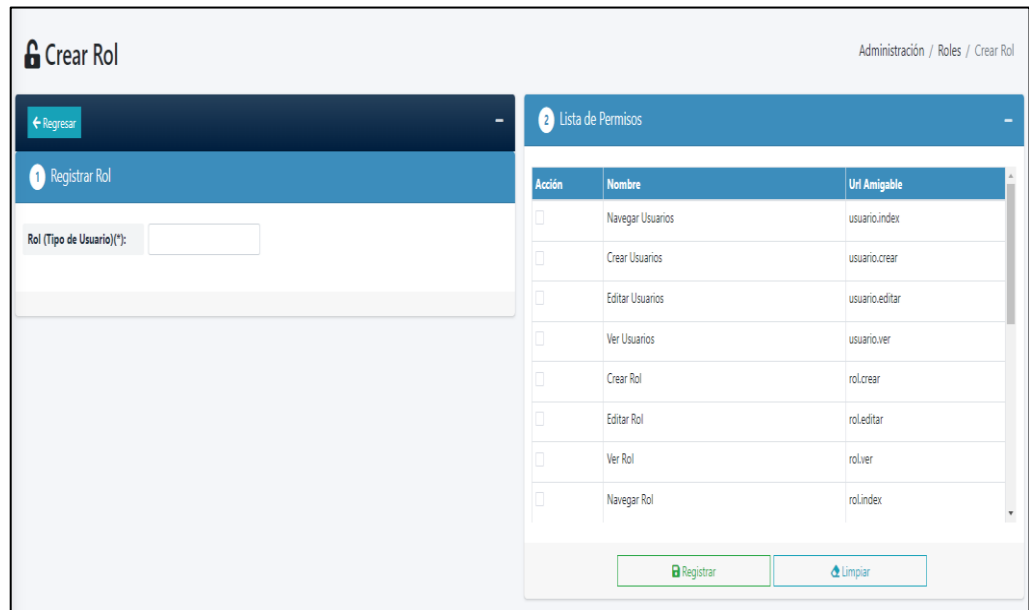 Crear Rol
Administración / Roles / Crear Rol
Regresar
1 Registrar Rol
Rol (Tipo de Usuario)(*):
2 Lista de Permisos
Acción Nombre Url Amigable
Navegar Usuarios usuario.index
Crear Usuarios usuario.crear
Editar Usuarios usuario.editar
Ver Usuarios usuario.ver
Crear Rol rol.crear
Editar Rol rol.editar
Ver Rol rol.ver
Navegar Rol rol.index
Registrar Limpiar